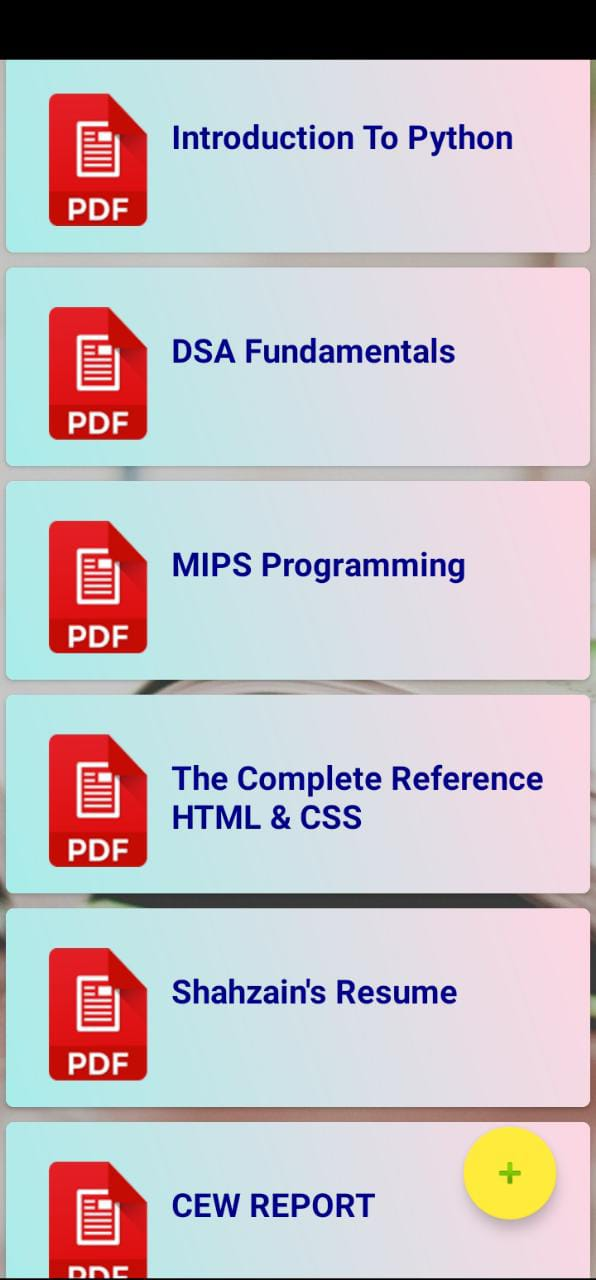 Introduction To Python
PDF
DSA Fundamentals
PDF
MIPS Programming
PDF
The Complete Reference
HTML & CSS
PDF
Shahzain's Resume
PDF
+
CEW REPORT
PDF